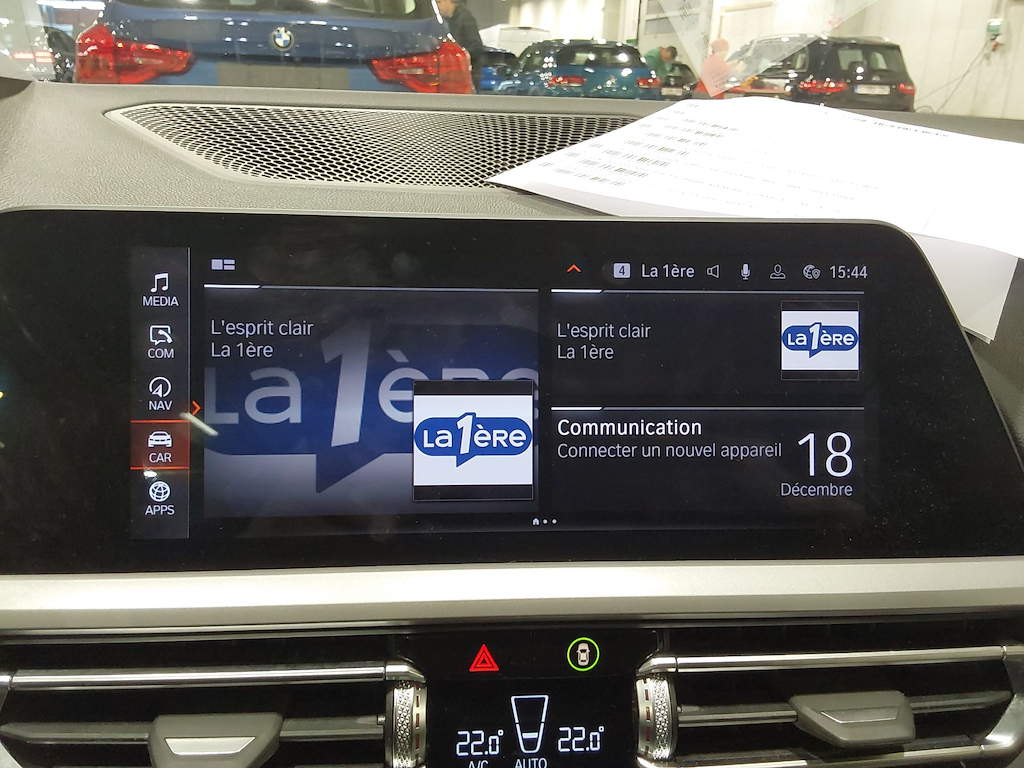 4 La 1ère 15:44
MEDIA
COM
NAV
CAR
APPS
L'esprit clair
La 1ère
La 1ère
La 1ère
L'esprit clair
La 1ère
La 1ère
Communication
Connecter un nouvel appareil
18
Décembre
22.0°
22.0°
A/C
AUTO